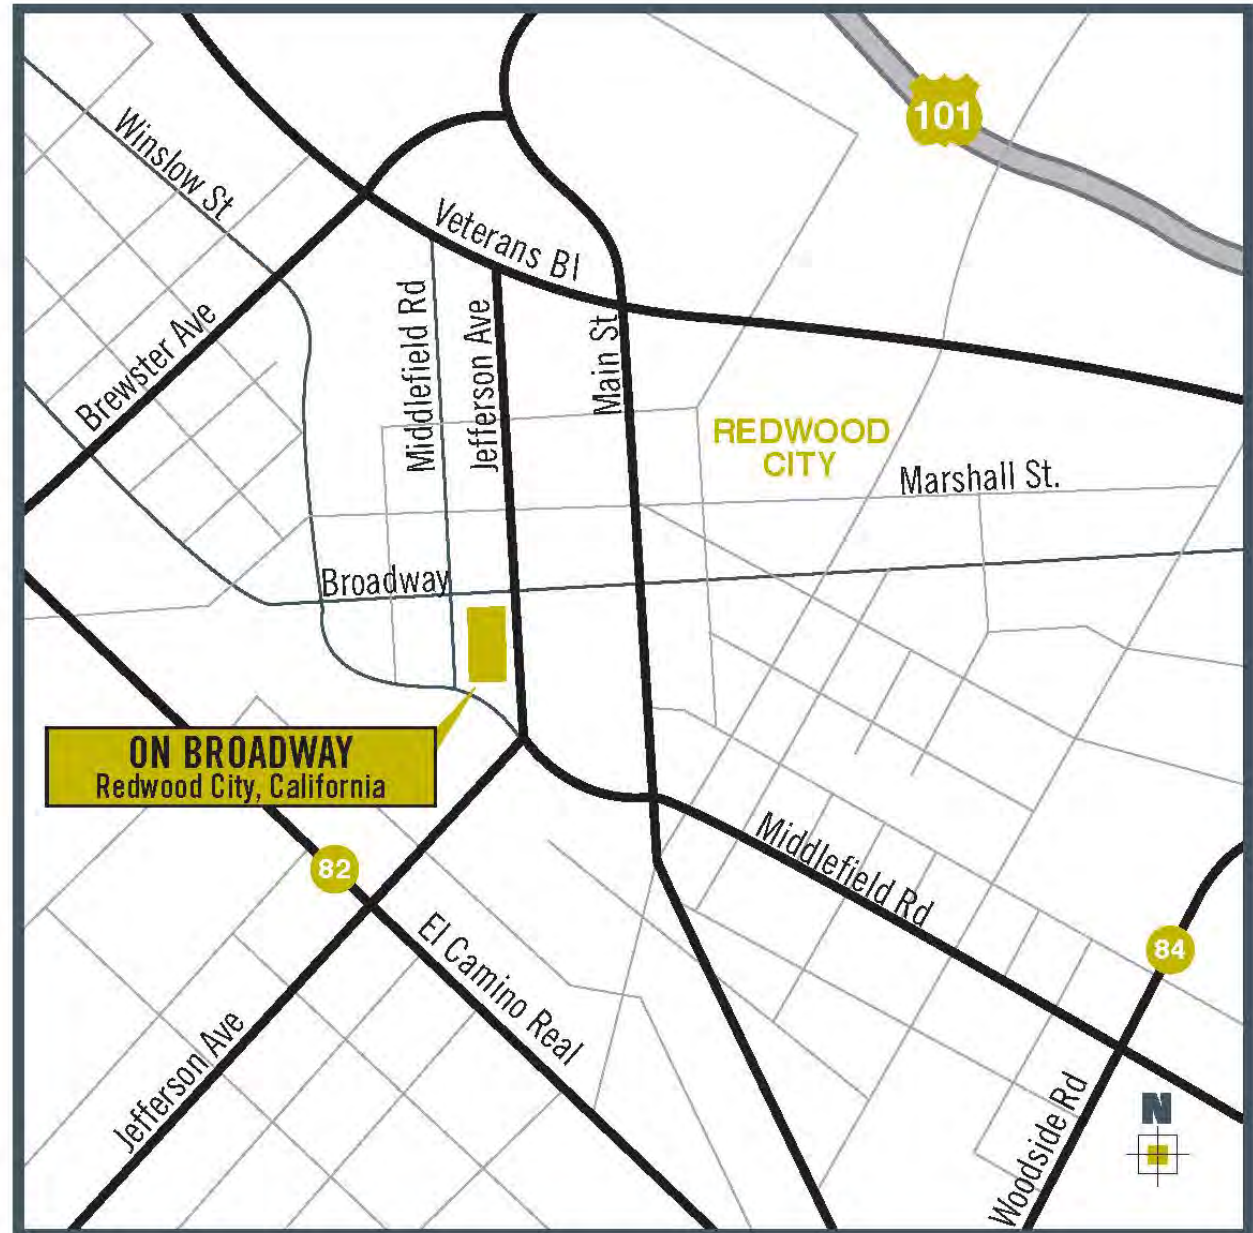 101
Winslow St
Veterans Bl
Brewster Ave
Middlefield Rd
Jefferson Ave
Main St
REDWOOD
CITY
Marshall St.
Broadway
ON BROADWAY
Redwood City, California
82
Middlefield Rd
El Camino Real
84
Jefferson Ave
Woodside Rd
N